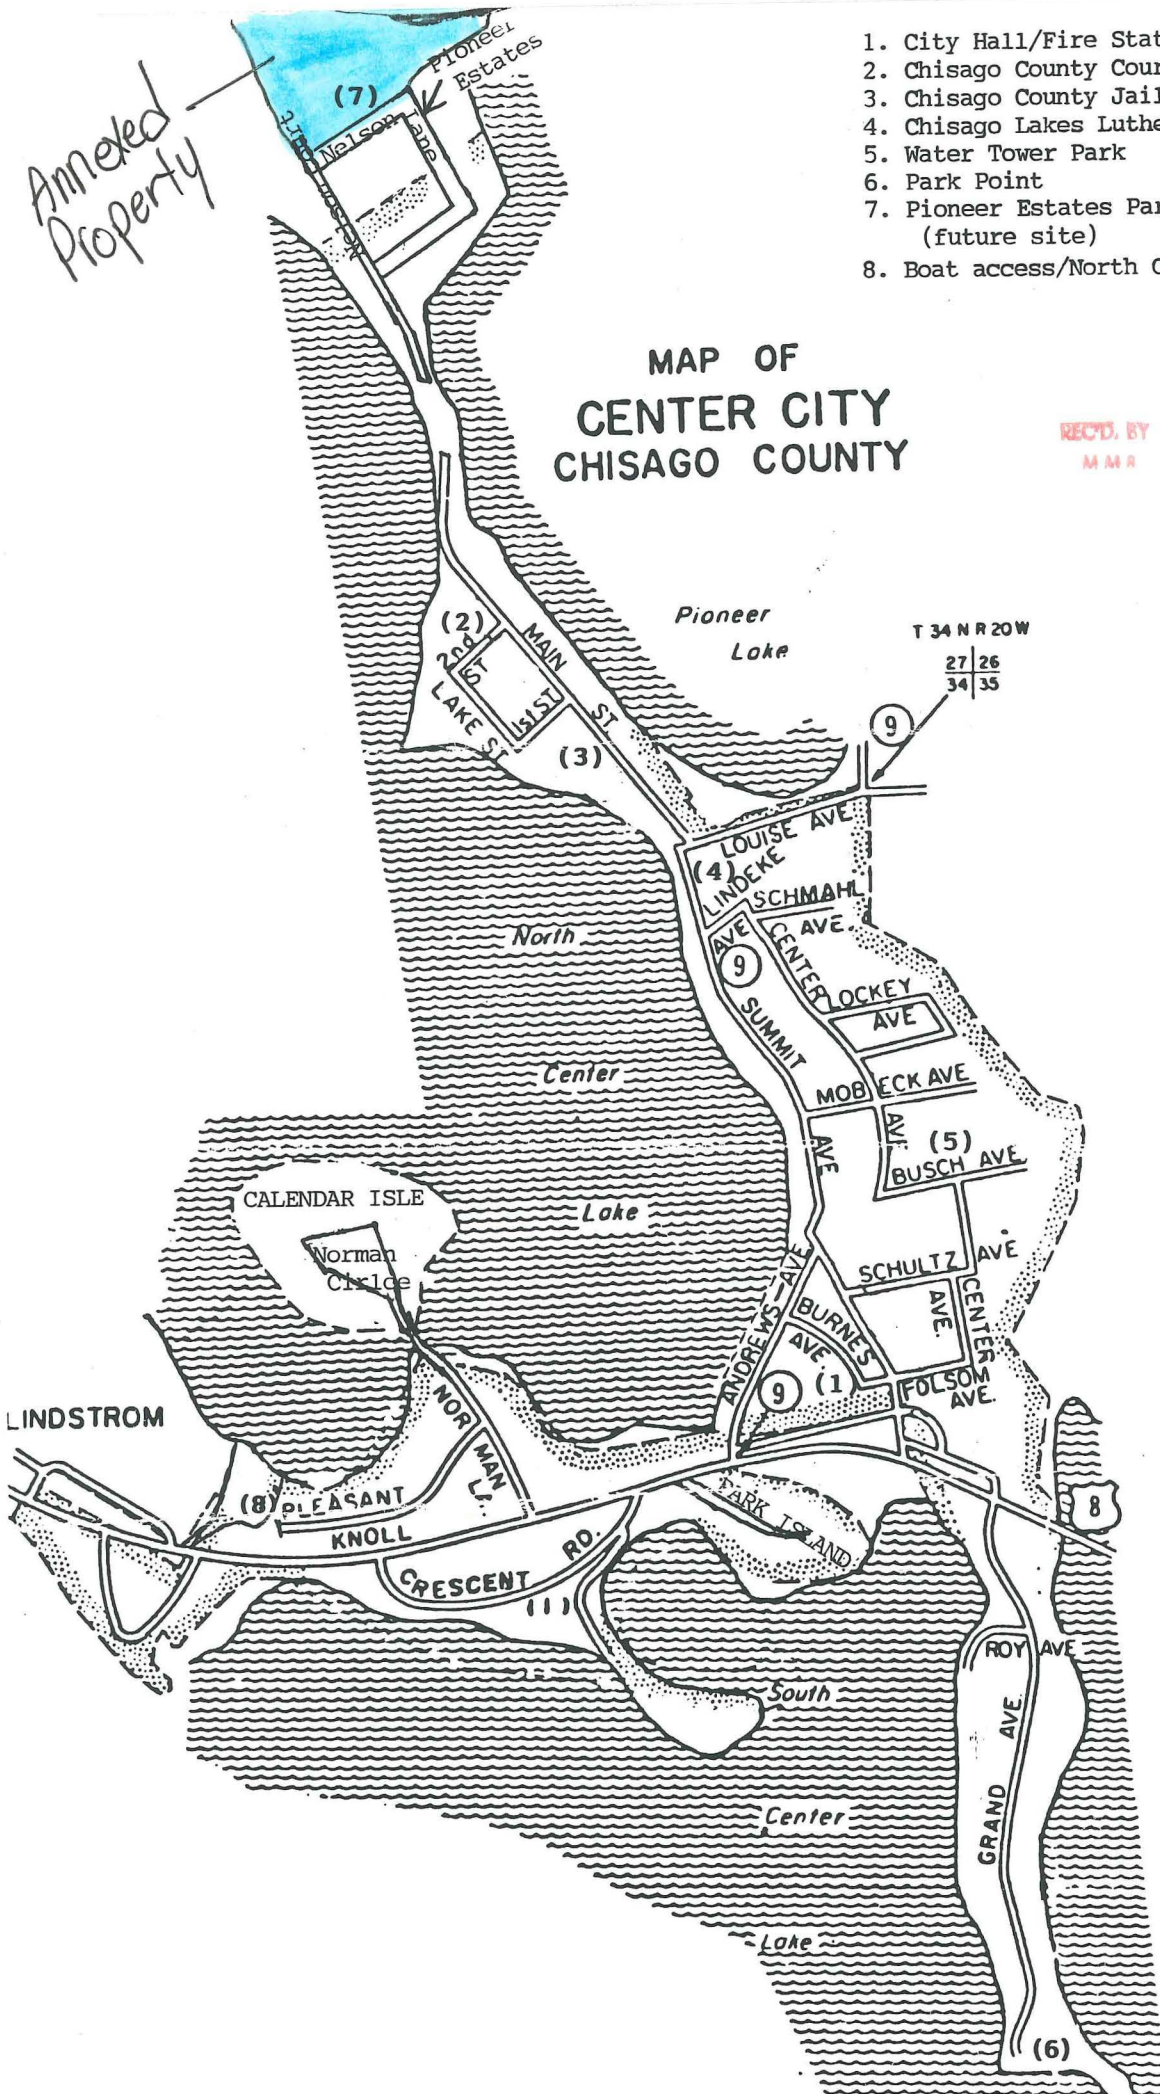 1. City Hall/Fire Stat
2. Chisago County Cour
3. Chisago County Jail
4. Chisago Lakes Luthe
5. Water Tower Park
6. Park Point
7. Pioneer Estates Par
(future site)
8. Boat access/North C
Annexed
Property
Pioneer
Estates
(7)
Nelson
Lane
Nelson Court
MAP OF
CENTER CITY
CHISAGO COUNTY
REC'D. BY
M M R
Pioneer
Lake
T 34 N R 20 W
27 26
34 35
9
(2)
2nd
ST
MAIN
ST.
LAKE ST
1st ST
(3)
LOUISE AVE
(4)
LINDEKE
AVE
SCHMAHL
AVE.
9
CENTER
LOCKEY
AVE
SUMMIT
MOBECK AVE
AVE
AVE
(5)
BUSCH AVE
North
Center
Lake
CALENDAR ISLE
Norman
Cirlce
SCHULTZ AVE
AVE.
CENTER
ANDREWS AVE
BURNES
AVE
9
(1)
FOLSOM
AVE.
LINDSTROM
NORMAN
(8)
PLEASANT
KNOLL
CRESCENT RD.
PARK ISLAND
8
ROY AVE
South
GRAND AVE
Center
Lake
(6)